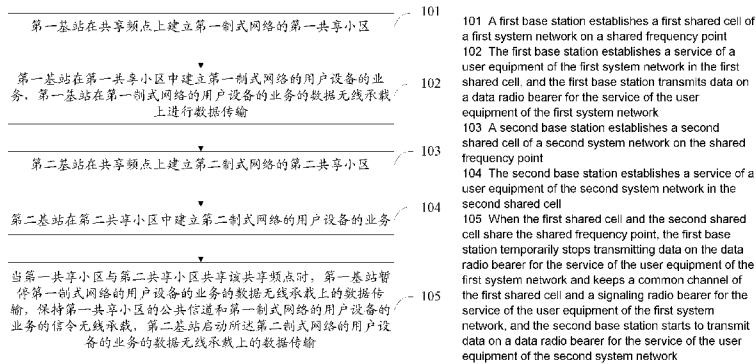 第一基站在共享频点上建立第一制式网络的第一共享小区
101
第一基站在第一共享小区中建立第一制式网络的用户设备的业
务，第一基站在第一制式网络的用户设备的业务的数据无线承载
上进行数据传输
102
第二基站在共享频点上建立第二制式网络的第二共享小区
103
第二基站在第二共享小区中建立第二制式网络的用户设备的业务
104
当第一共享小区与第二共享小区共享该共享频点时，第一基站暂
停第一制式网络的用户设备的业务的数据无线承载上的数据传
输，保持第一共享小区的公共信道和第一制式网络的用户设备的
业务的信令无线承载，第二基站启动所述第二制式网络的用户设
备的业务的数据无线承载上的数据传输
105
101 A first base station establishes a first shared cell of
a first system network on a shared frequency point
102 The first base station establishes a service of a
user equipment of the first system network in the first
shared cell, and the first base station transmits data on
a data radio bearer for the service of the user
equipment of the first system network
103 A second base station establishes a second
shared cell of a second system network on the shared
frequency point
104 The second base station establishes a service of a
user equipment of the second system network in the
second shared cell
105 When the first shared cell and the second shared
cell share the shared frequency point, the first base
station temporarily stops transmitting data on the data
radio bearer for the service of the user equipment of the
first system network and keeps a common channel of
the first shared cell and a signaling radio bearer for the
service of the user equipment of the first system
network, and the second base station starts to transmit
data on a data radio bearer for the service of the user
equipment of the second system network